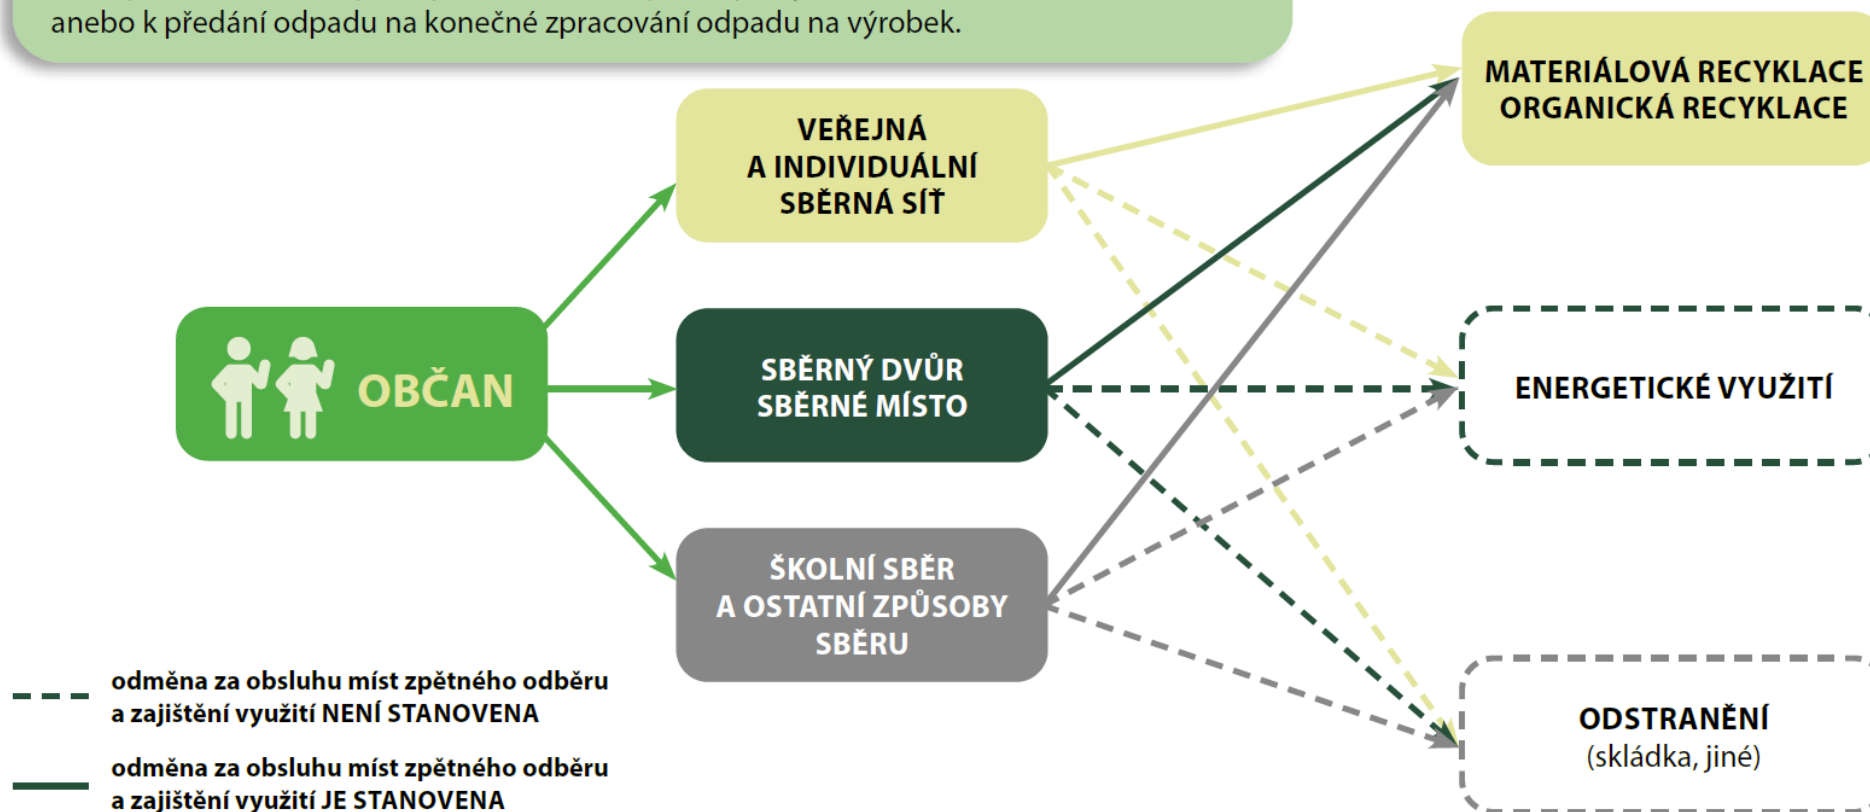 anebo k předání odpadu na konečné zpracování odpadu na výrobek.
MATERIÁLOVÁ RECYKLACE
ORGANICKÁ RECYKLACE
VEŘEJNÁ
A INDIVIDUÁLNÍ
SBĚRNÁ SÍŤ
OBČAN
SBĚRNÝ DVŮR
SBĚRNÉ MÍSTO
ENERGETICKÉ VYUŽITÍ
ŠKOLNÍ SBĚR
A OSTATNÍ ZPŮSOBY
SBĚRU
ODSTRANĚNÍ
(skládka, jiné)
odměna za obsluhu míst zpětného odběru
a zajištění využití NENÍ STANOVENA
odměna za obsluhu míst zpětného odběru
a zajištění využití JE STANOVENA